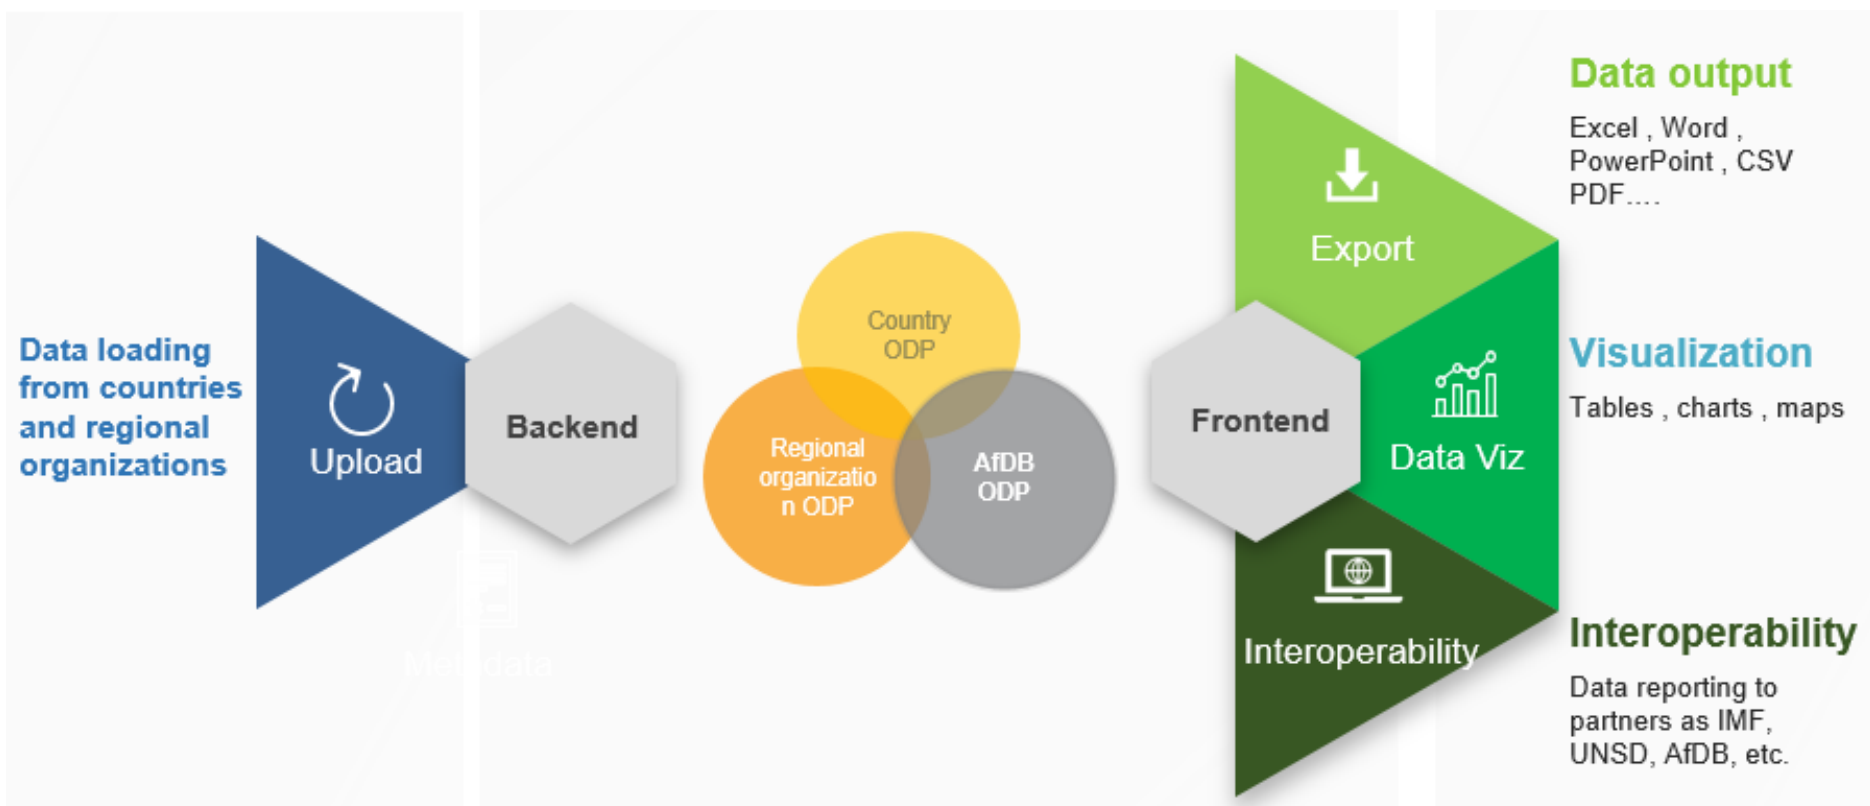 Data loading
from countries
and regional
organizations
Upload
Metadata
Backend
Country
ODP
Regional
organizatio
n ODP
AfDB
ODP
Frontend
Export
Data Viz
Interoperability
Data output
Excel , Word ,
PowerPoint , CSV
PDF....
Visualization
Tables , charts , maps
Interoperability
Data reporting to
partners as IMF,
UNSD, AfDB, etc.